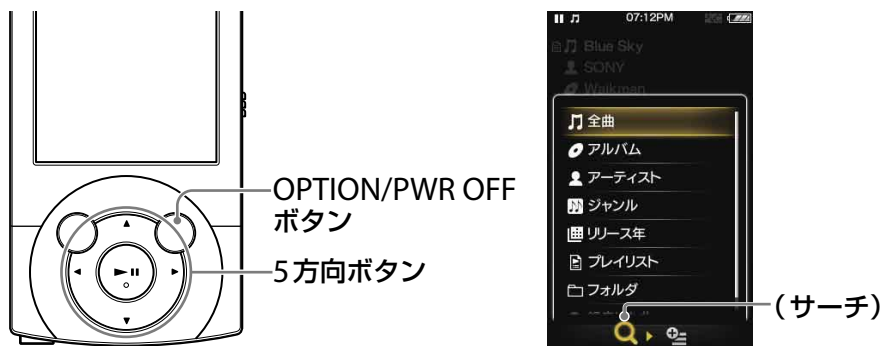 OPTION/PWR OFF
ボタン
5方向ボタン
07:12PM
Blue Sky
SONY
Walkman
全曲
アルバム
アーティスト
ジャンル
リリース年
プレイリスト
フォルダ
(サーチ)